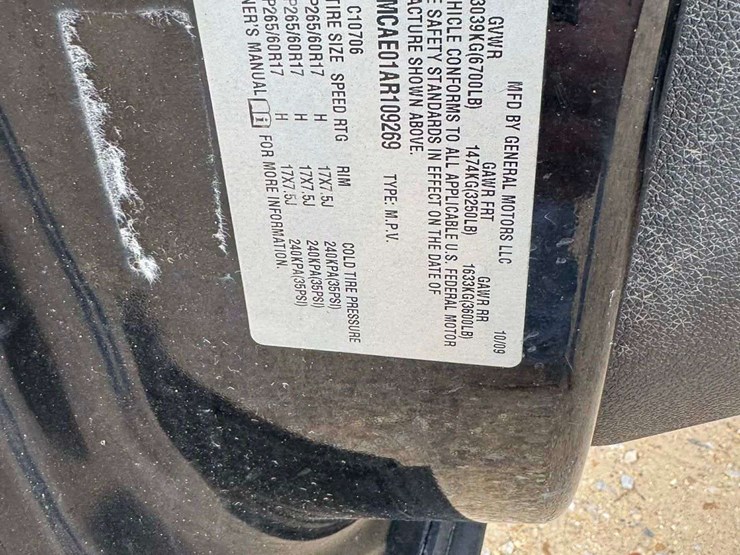 MFD BY GENERAL MOTORS LLC 10/09
GVWR GAWR FRT GAWR RR
3039KG(6700LB) 1474KG(3250LB) 1633KG(3600LB)
HICLE CONFORMS TO ALL APPLICABLE U.S. FEDERAL MOTOR
E SAFETY STANDARDS IN EFFECT ON THE DATE OF
ACTURE SHOWN ABOVE.
MCAE01AR109269 TYPE: M.P.V.
C10706
TIRE SIZE SPEED RTG RIM COLD TIRE PRESSURE
P265/60R17 H 17X7.5J 240KPA(35PSI)
P265/60R17 H 17X7.5J 240KPA(35PSI)
P265/60R17 H 17X7.5J 240KPA(35PSI)
NER'S MANUAL i FOR MORE INFORMATION.